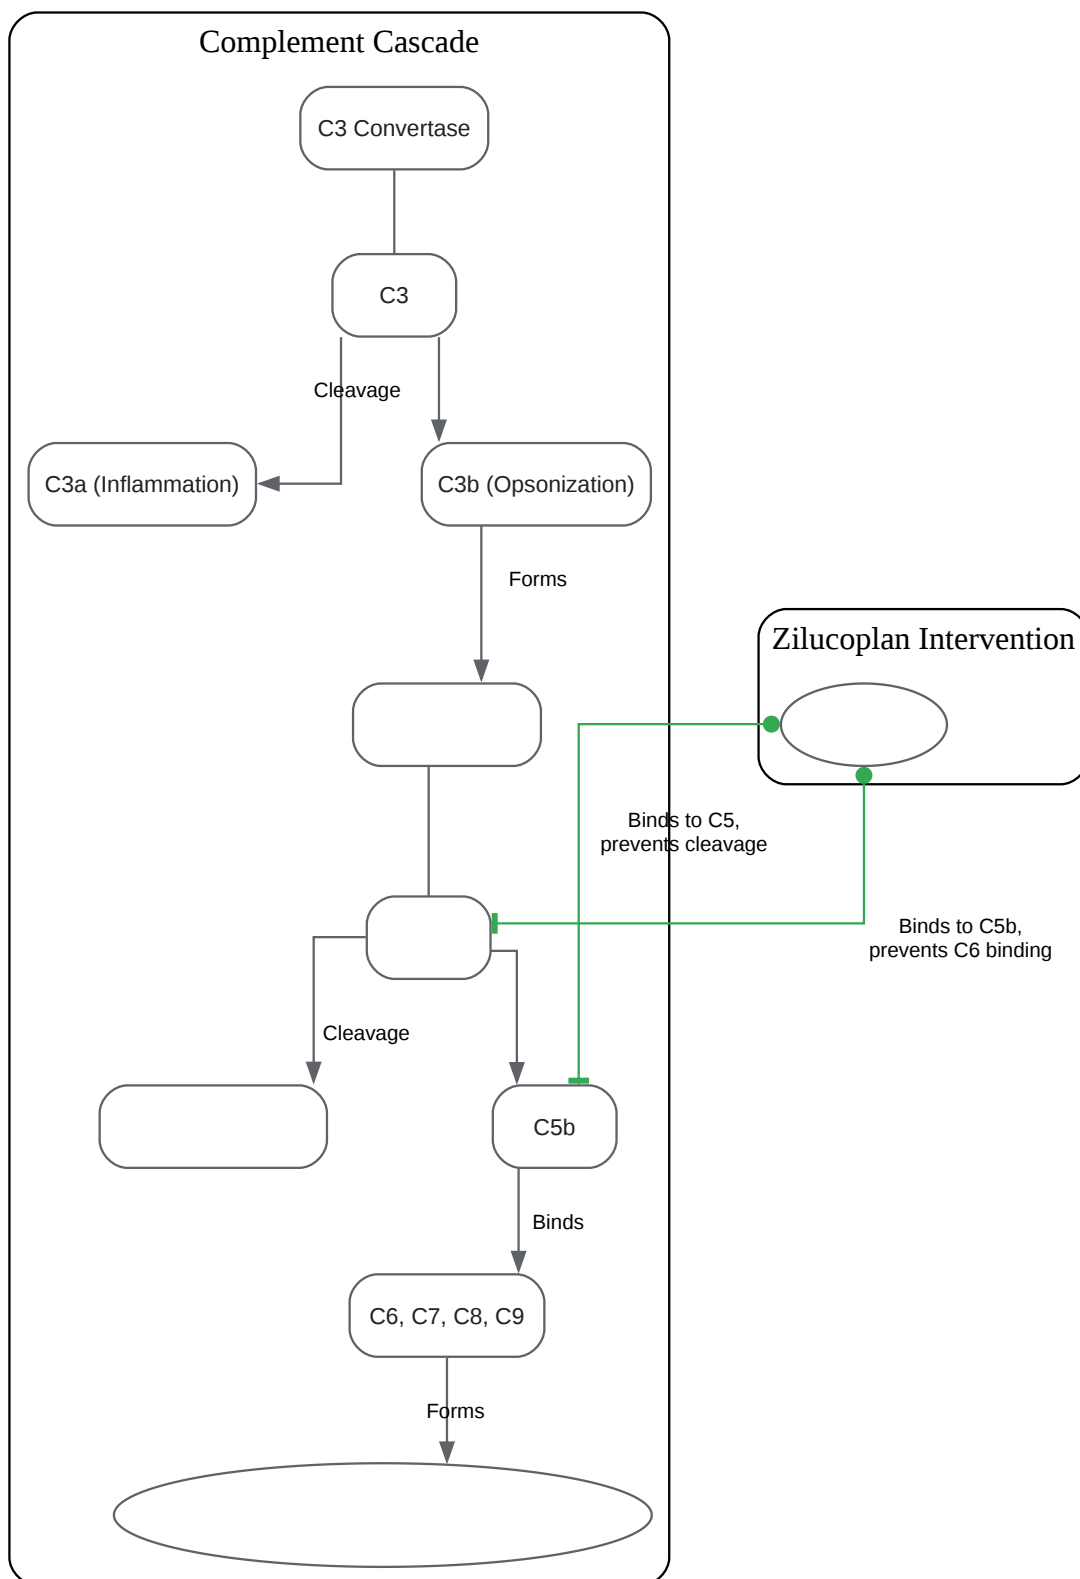 Complement Cascade
C3 Convertase
C3
Cleavage
C3a (Inflammation)
C3b (Opsonization)
Forms
Zilucoplan Intervention
Binds to C5,
prevents cleavage
Binds to C5b,
prevents C6 binding
Cleavage
C5b
Binds
C6, C7, C8, C9
Forms